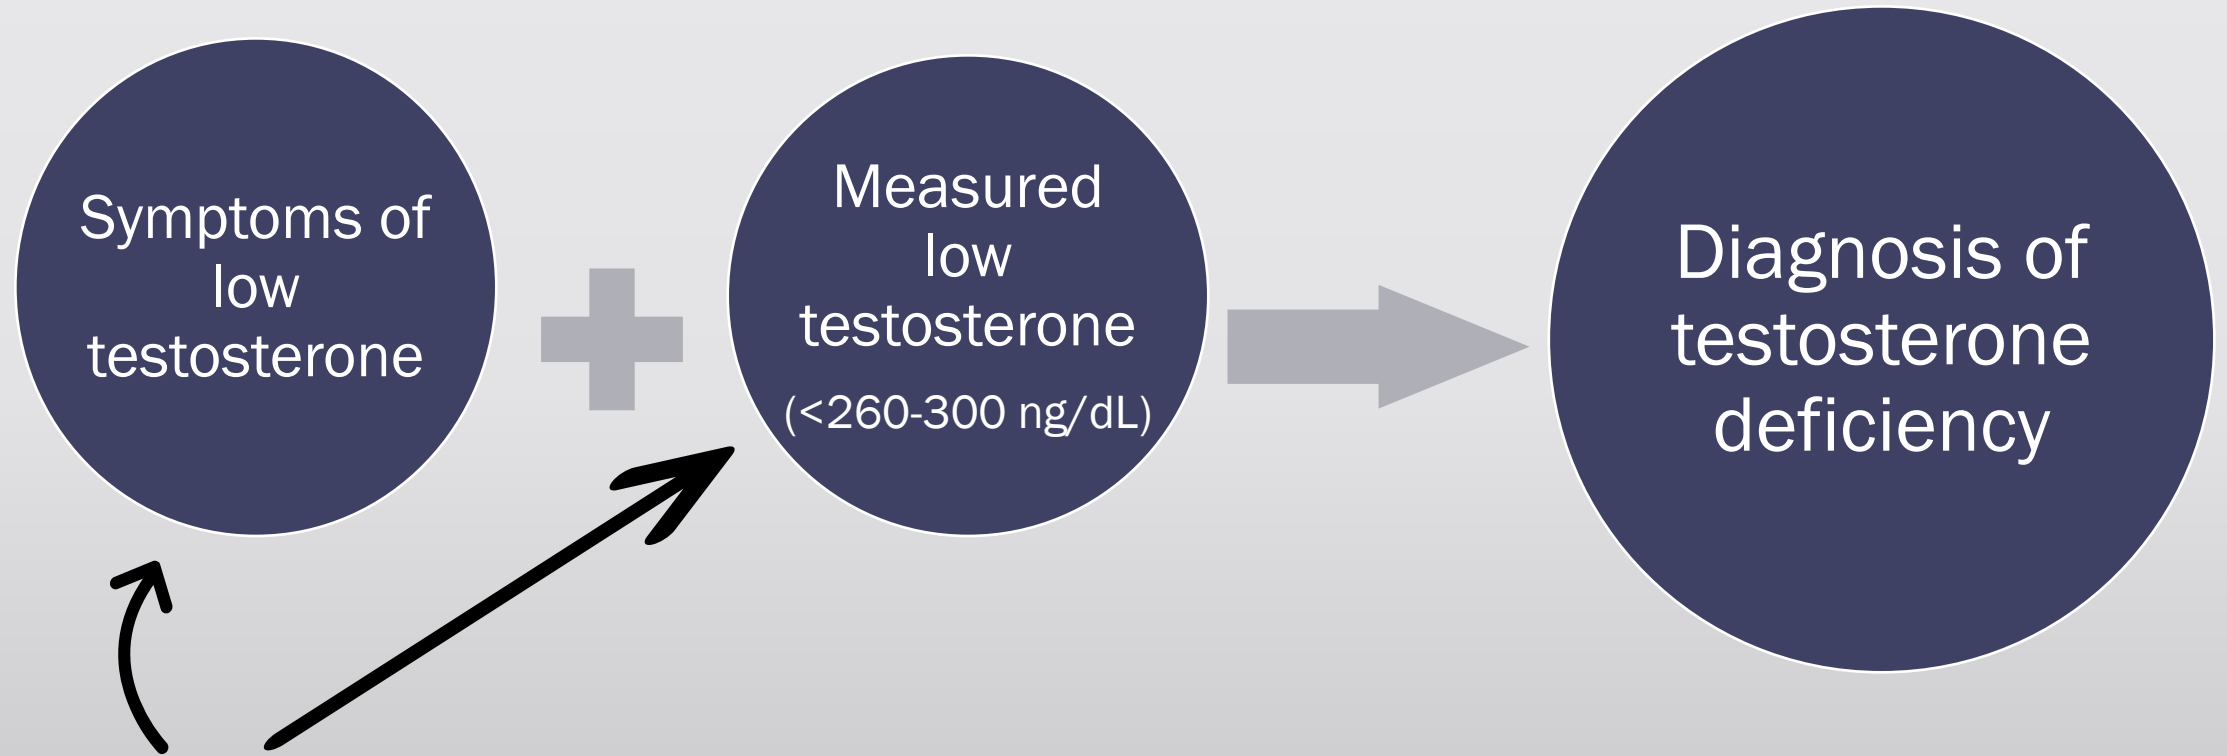 Symptoms of
low
testosterone
Measured
low
testosterone
(<260-300 ng/dL)
Diagnosis of
testosterone
deficiency